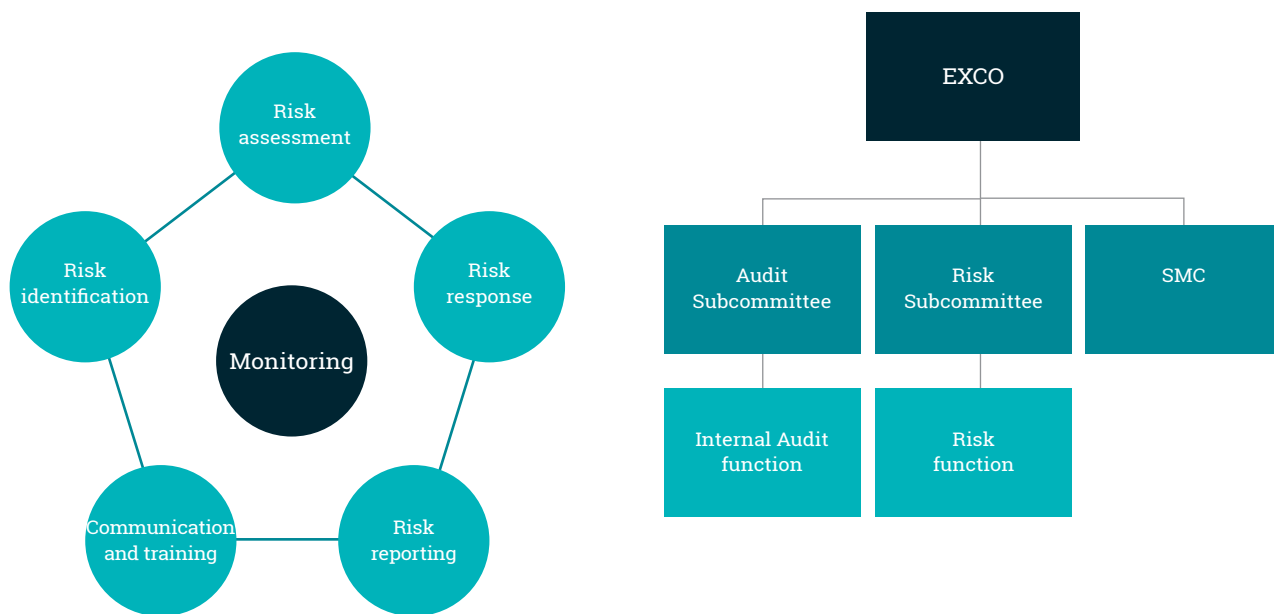 Risk
assessment
Risk
identification
Risk
response
Monitoring
Communication
and training
Risk
reporting
EXCO
Audit
Subcommittee
Risk
Subcommittee
SMC
Internal Audit
function
Risk
function